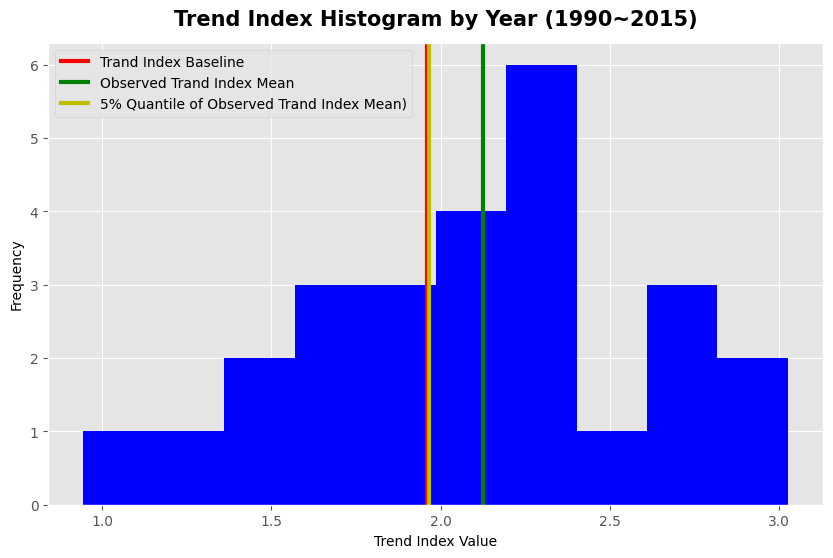 Trend Index Histogram by Year (1990~2015)
Trand Index Baseline
Observed Trand Index Mean
5% Quantile of Observed Trand Index Mean)
6
5
4
3
2
1
0
Frequency
1.0 1.5 2.0 2.5 3.0
Trend Index Value